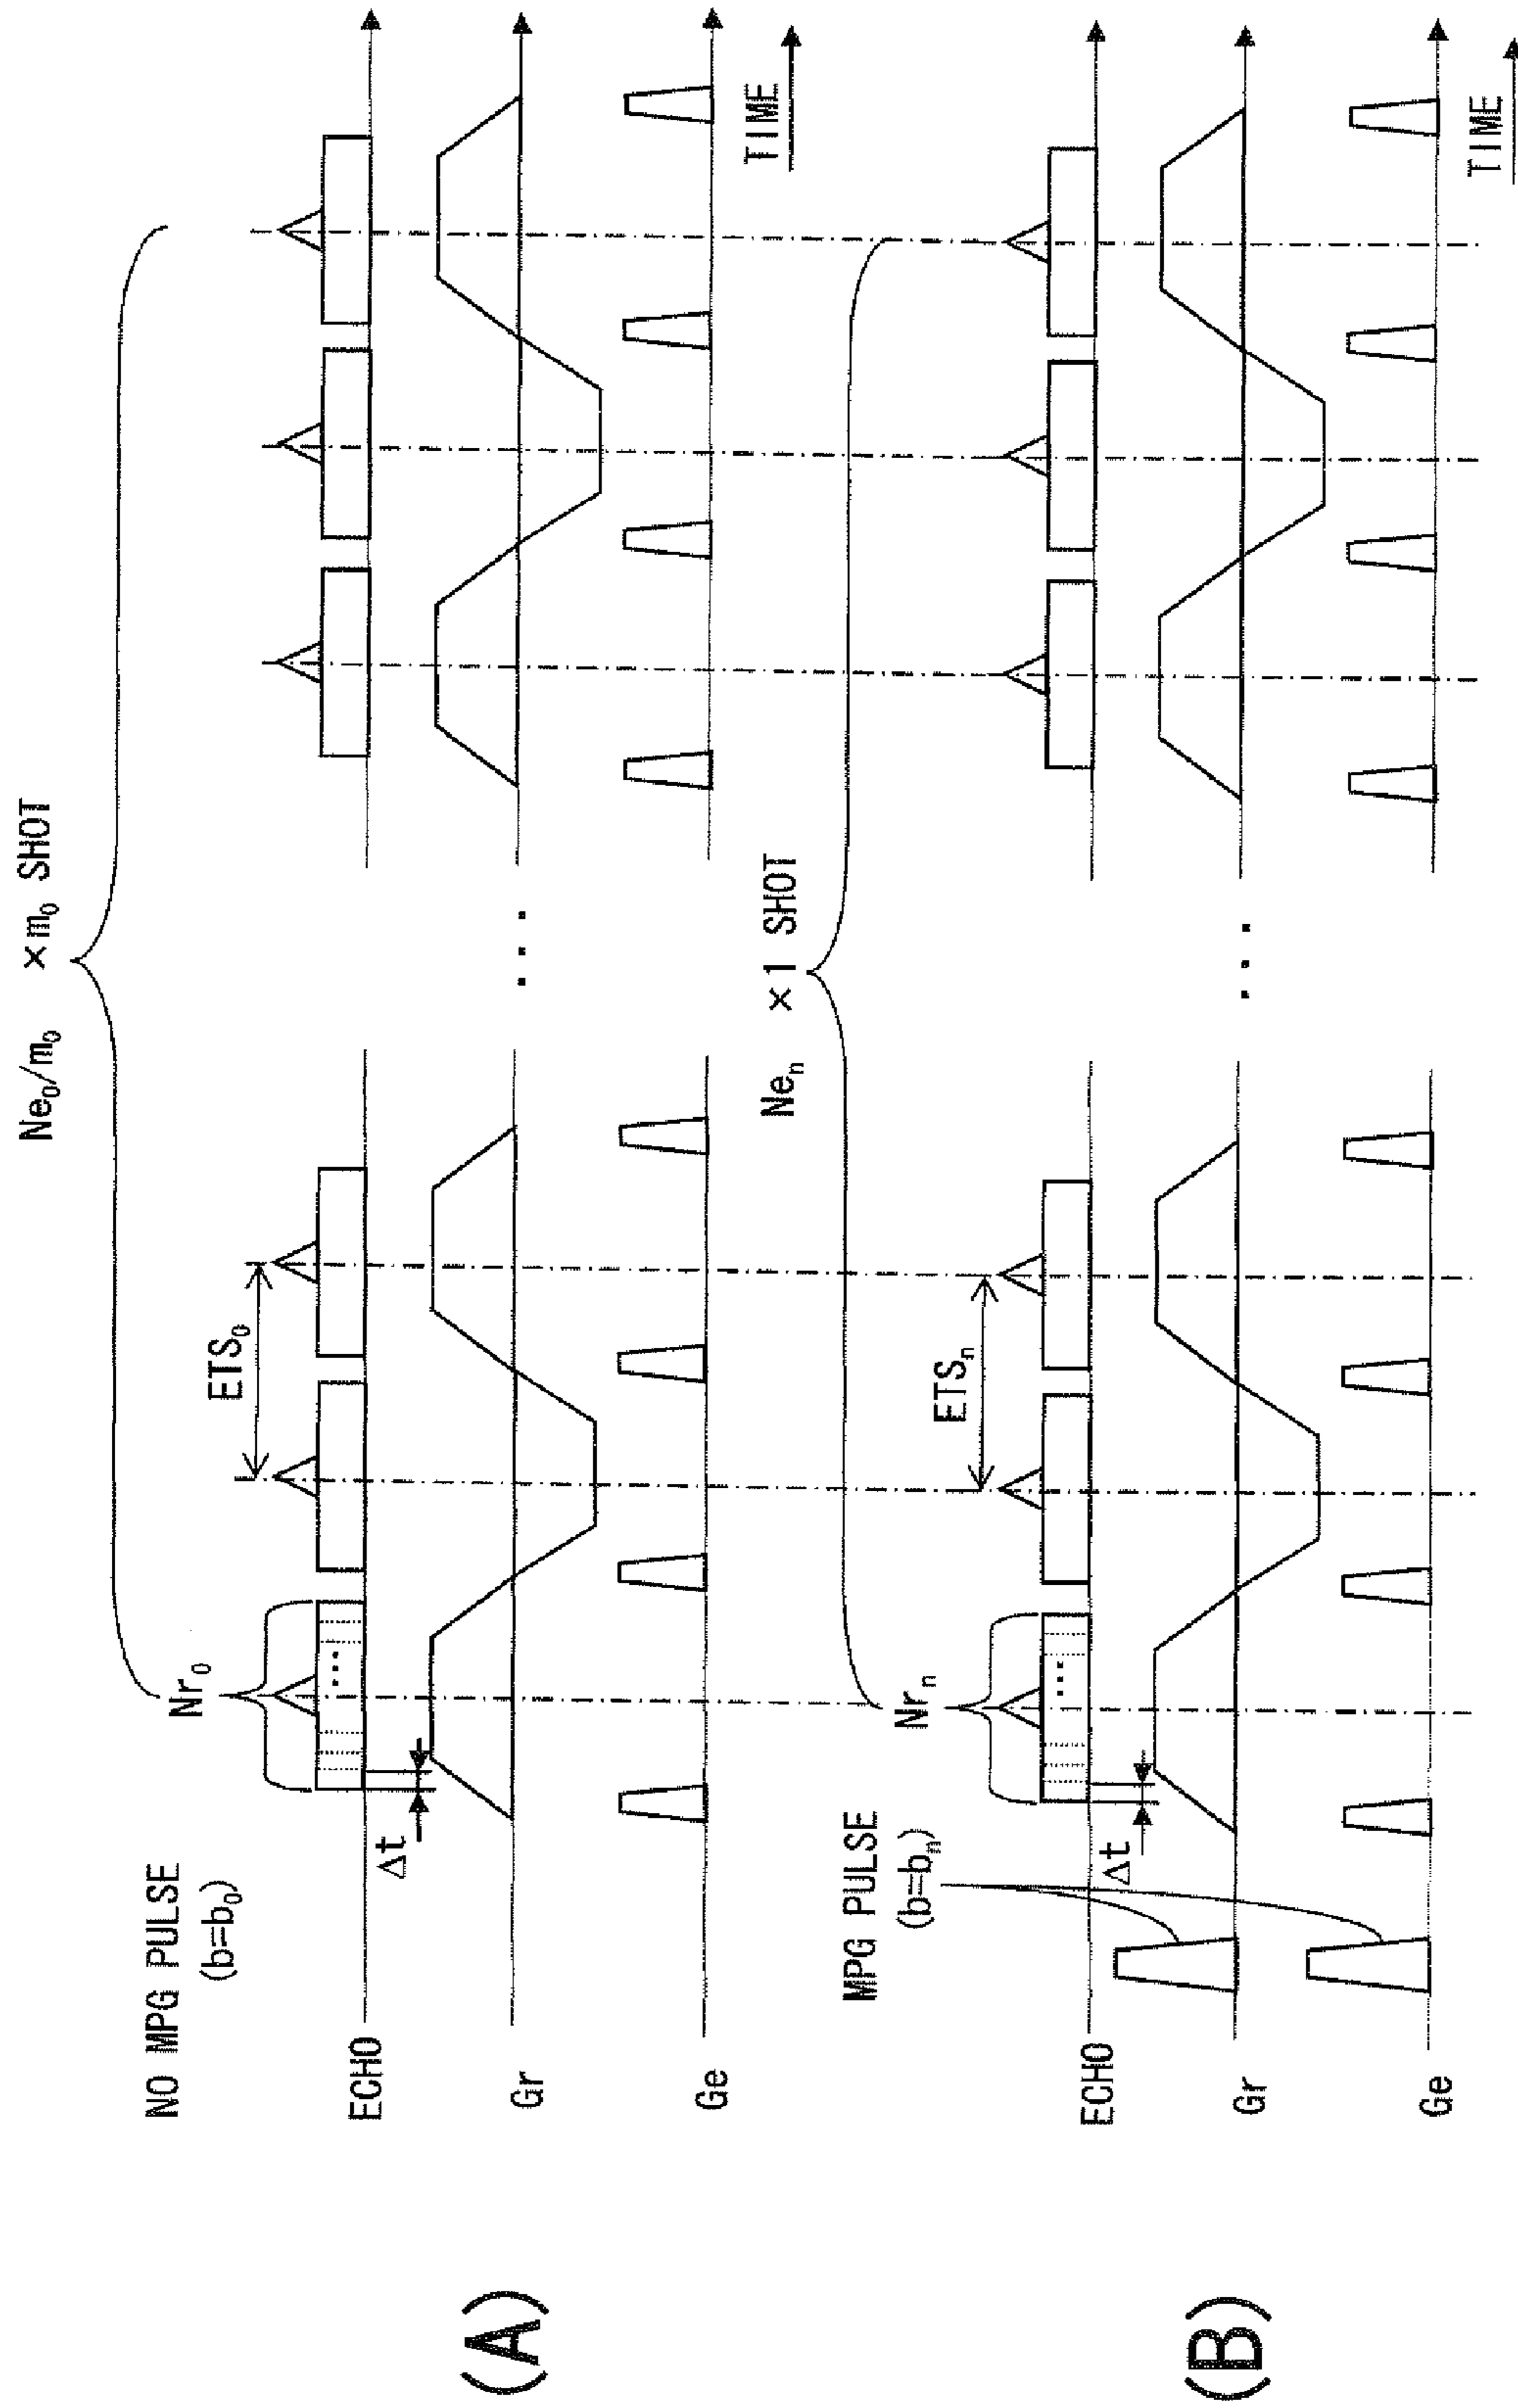 (A)
Ne₀/m₀ ×m₀ SHOT
NO MPG PULSE
(b=b₀)
Nr₀
ETS₀
ECHO
Δt
Gr
...
Ge
TIME
(B)
Neₙ ×1 SHOT
MPG PULSE
(b=bₙ)
Nrₙ
ETSₙ
ECHO
Δt
Gr
...
Ge
TIME